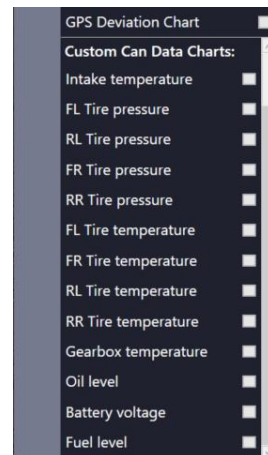 GPS Deviation Chart
Custom Can Data Charts:
Intake temperature
FL Tire pressure
RL Tire pressure
FR Tire pressure
RR Tire pressure
FL Tire temperature
FR Tire temperature
RL Tire temperature
RR Tire temperature
Gearbox temperature
Oil level
Battery voltage
Fuel level